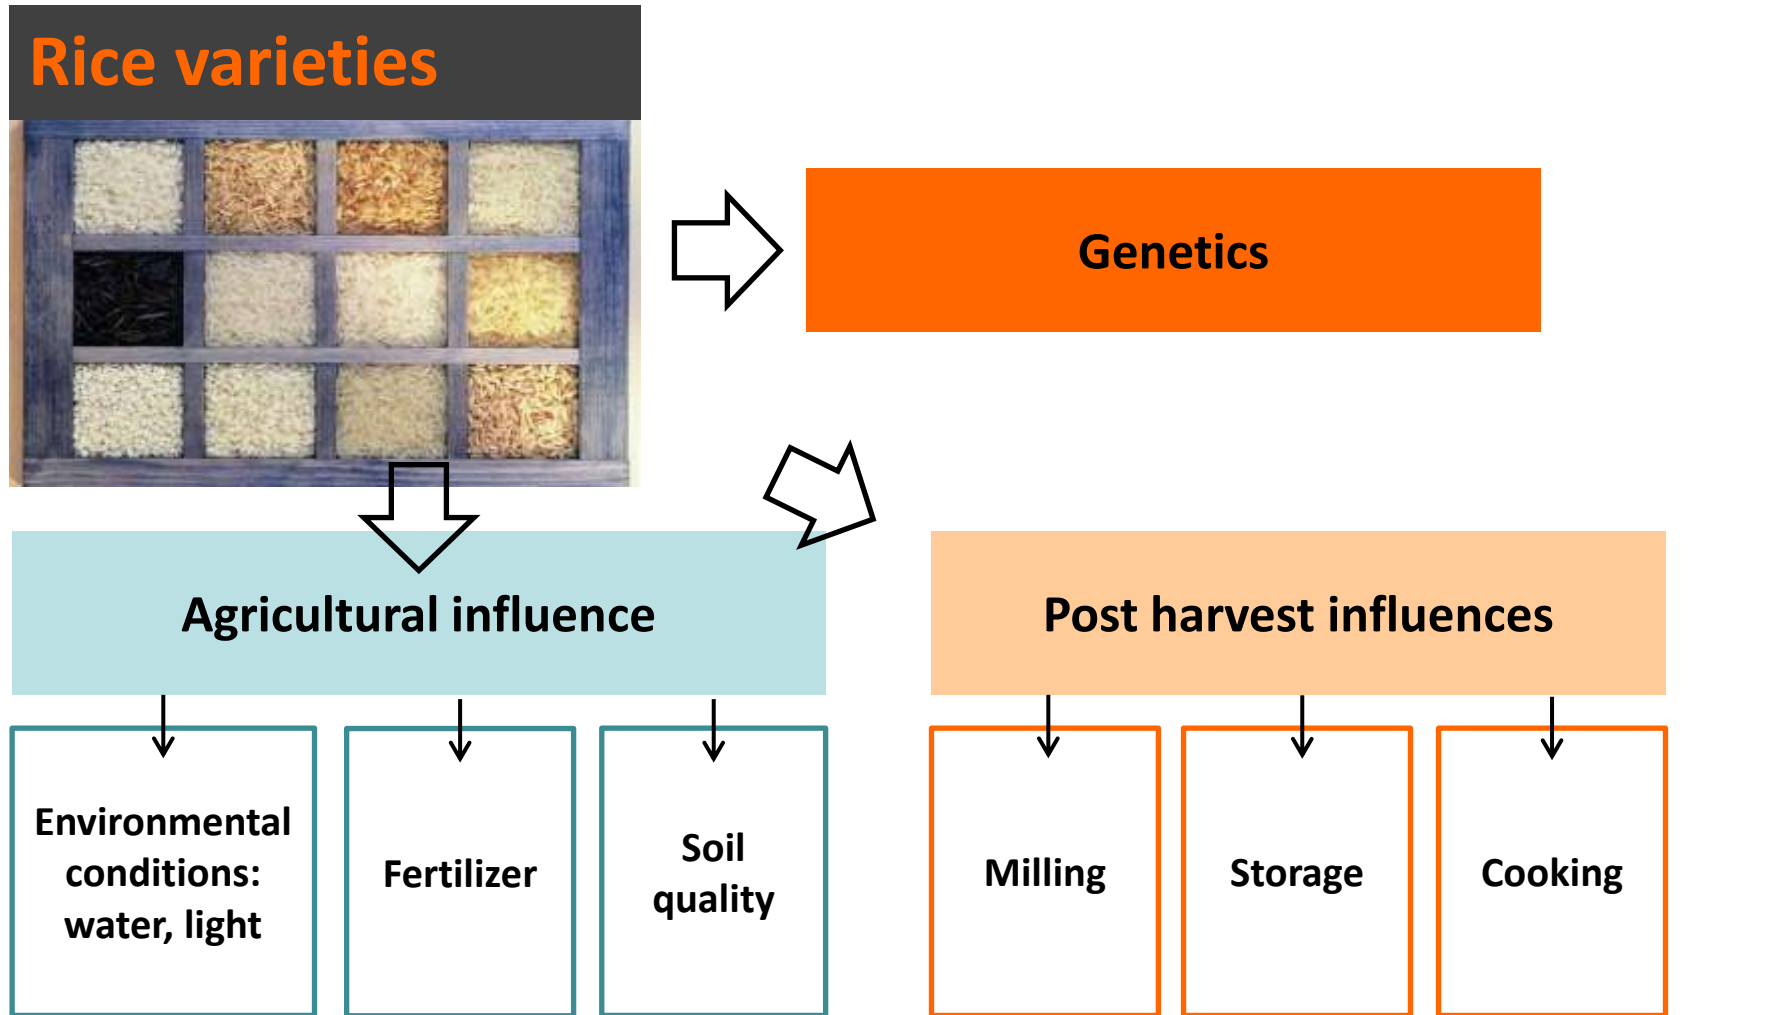 Rice varieties
Genetics
Agricultural influence
Post harvest influences
Environmental
conditions:
water, light
Fertilizer
Soil
quality
Milling
Storage
Cooking